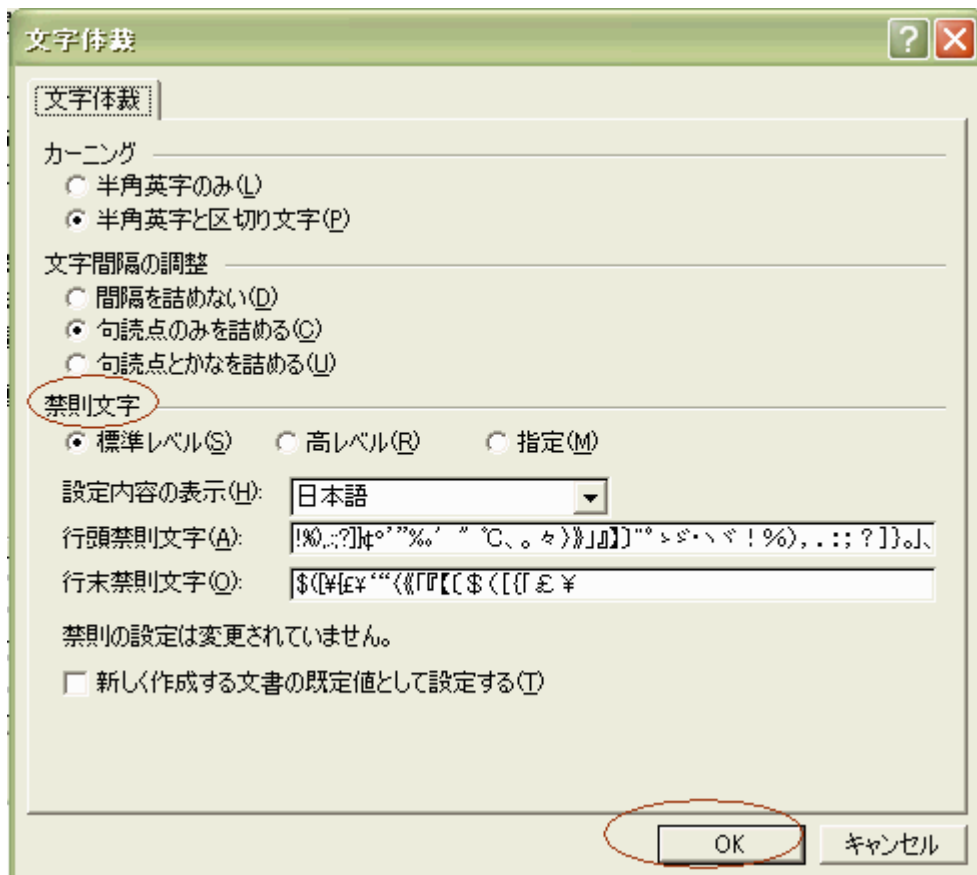 文字体裁
文字体裁
カーニング
半角英字のみ(L)
半角英字と区切り文字(P)
文字間隔の調整
間隔を詰めない(D)
句読点のみを詰める(C)
句読点とかなを詰める(U)
禁則文字
標準レベル(S) 高レベル(R) 指定(M)
設定内容の表示(H): 日本語
行頭禁則文字(A): !%),.:;?]}¢°’”‰′″℃、。々〉》」』】〕゛゜ゝゞ・ヽヾ！％），．：；？］｝｡｣､
行末禁則文字(O): $([¥{£¥‘“〈《「『【〔＄（［｛｢￡￥
禁則の設定は変更されていません。
新しく作成する文書の既定値として設定する(T)
OK キャンセル